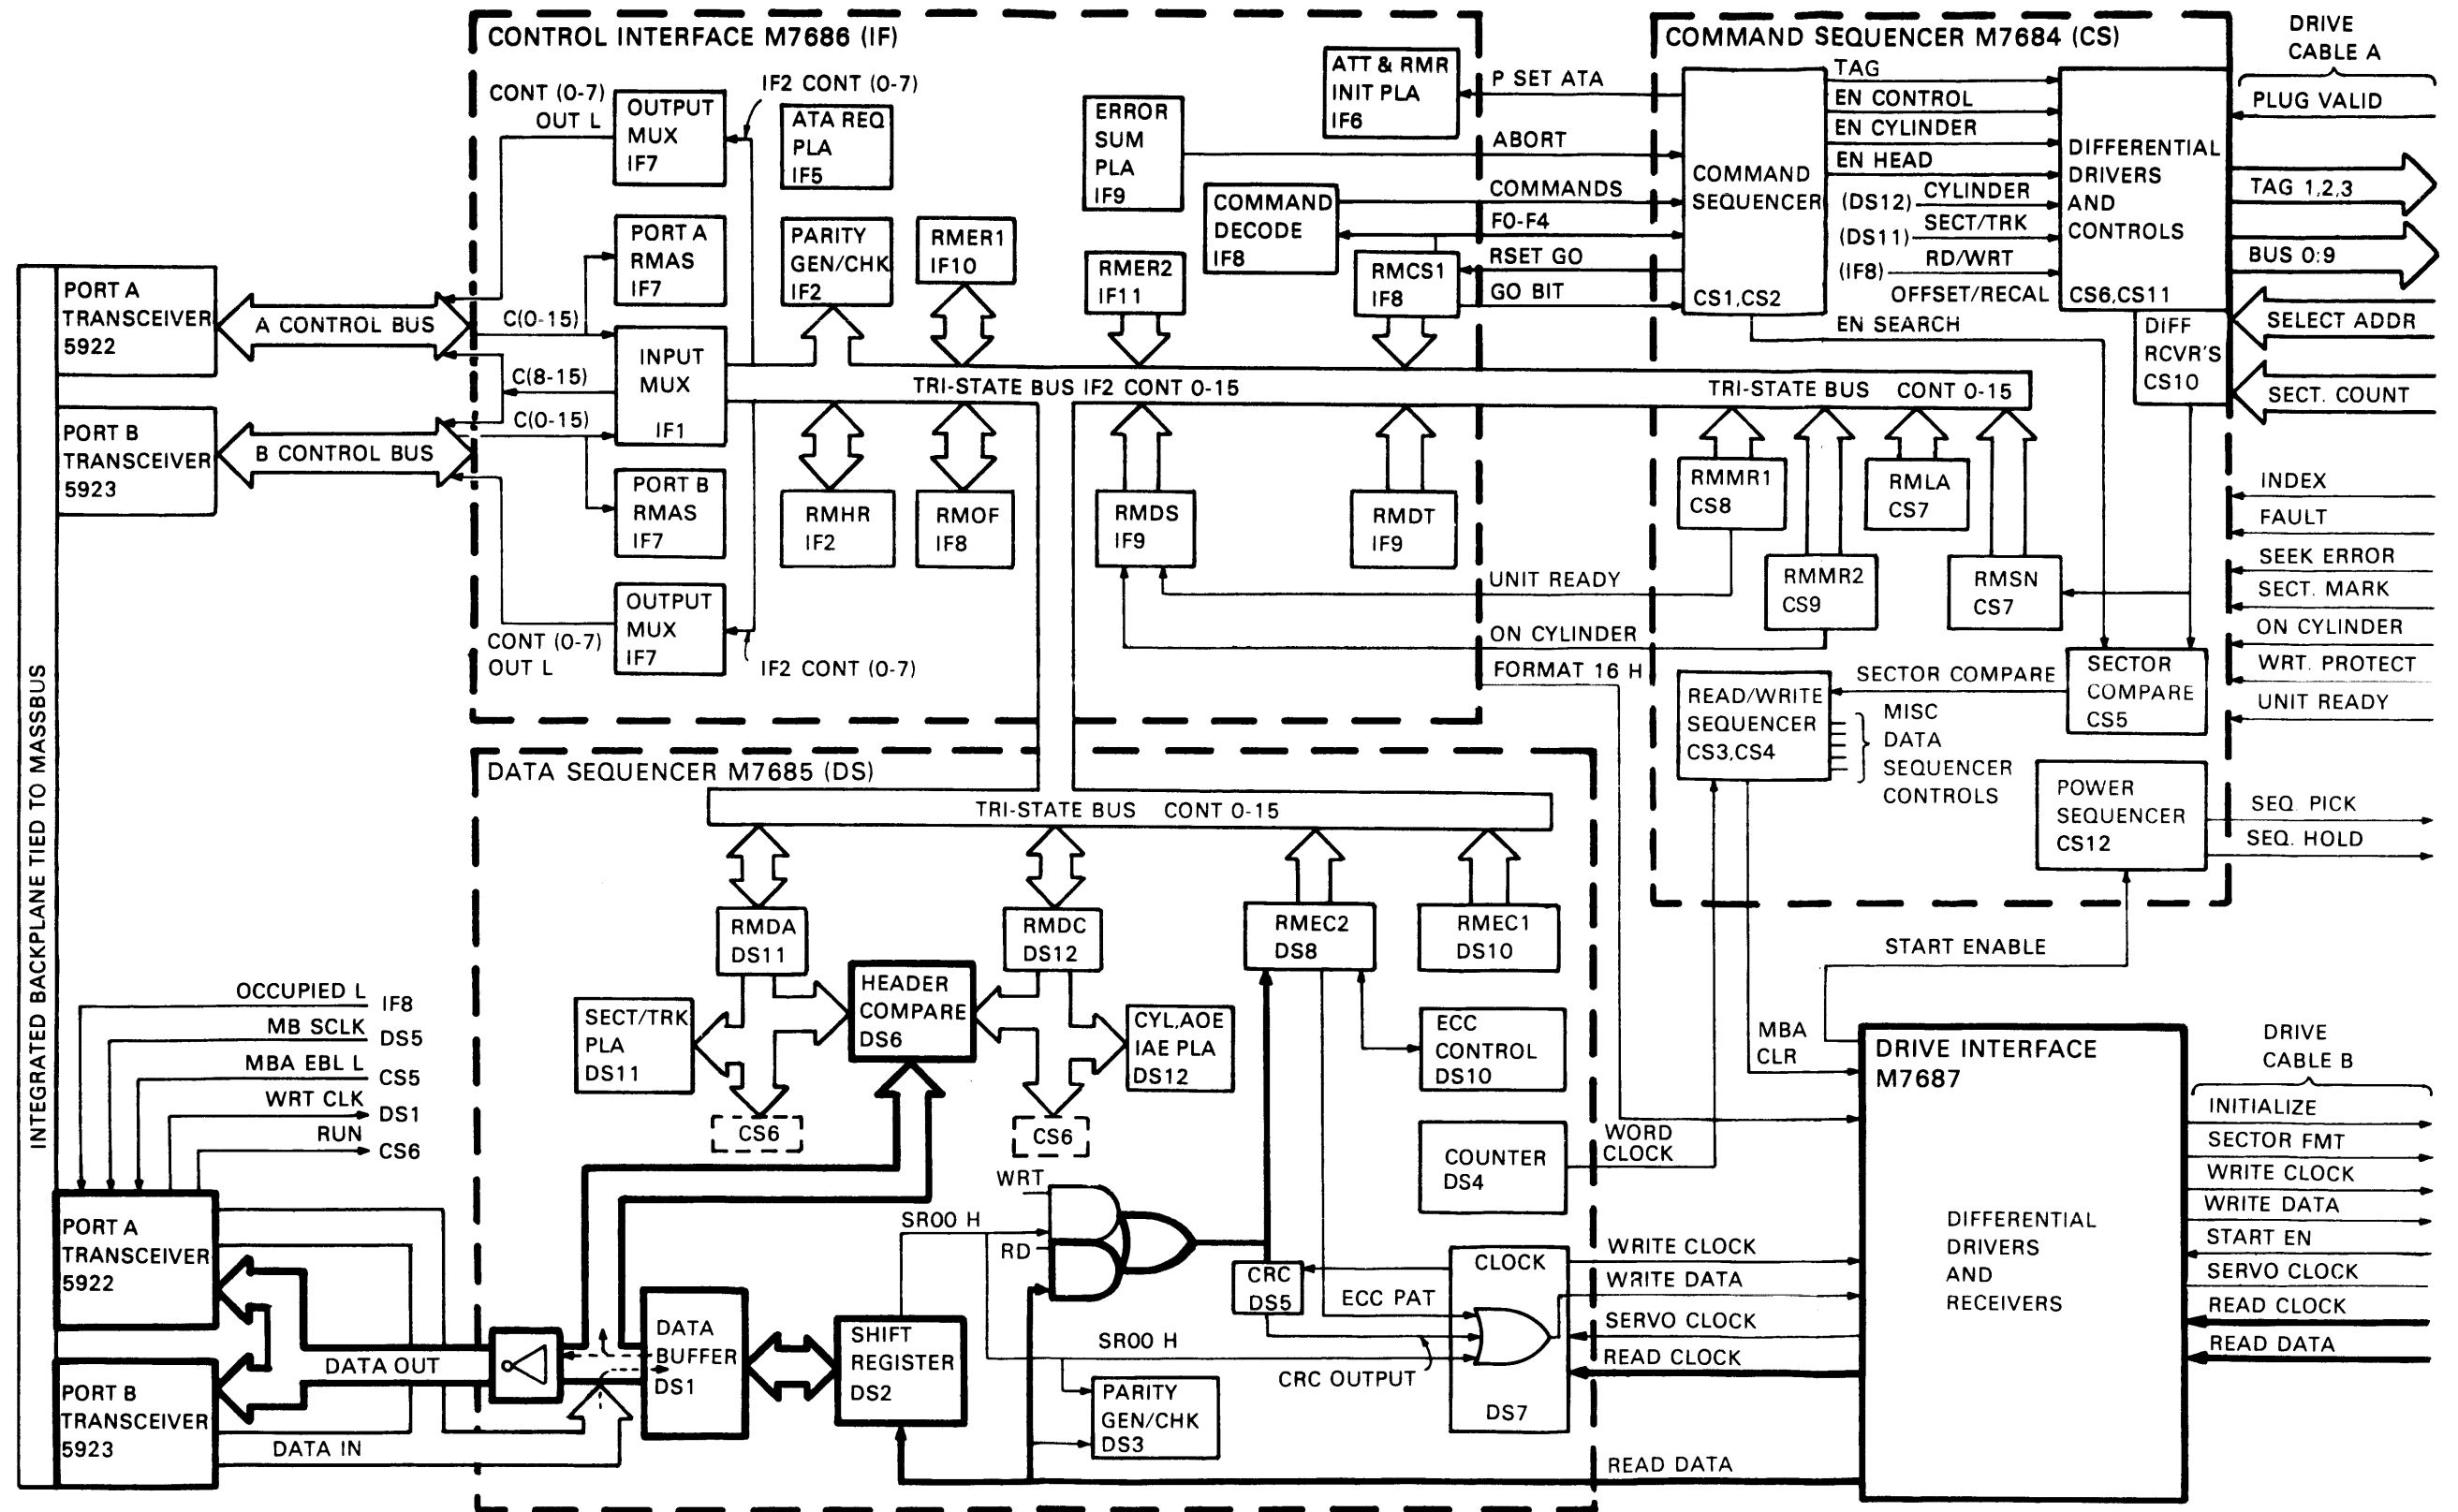 CONTROL INTERFACE M7686 (IF)
CONT (0-7)
OUT L
OUTPUT
MUX
IF7
IF2 CONT (0-7)
ATA REQ
PLA
IF5
ERROR
SUM
PLA
IF9
ATT & RMR
INIT PLA
IF6
PORT A
RMAS
IF7
PARITY
GEN/CHK
IF2
RMER1
IF10
RMER2
IF11
COMMAND
DECODE
IF8
RMCS1
IF8
P SET ATA
ABORT
COMMANDS
F0-F4
RSET GO
GO BIT
COMMAND SEQUENCER M7684 (CS)
COMMAND
SEQUENCER
CS1,CS2
TAG
EN CONTROL
EN CYLINDER
EN HEAD
(DS12)
CYLINDER
(DS11)
SECT/TRK
(IF8)
RD/WRT
OFFSET/RECAL
EN SEARCH
DIFFERENTIAL
DRIVERS
AND
CONTROLS
CS6,CS11
DIFF
RCVR'S
CS10
DRIVE
CABLE A
PLUG VALID
TAG 1,2,3
BUS 0:9
SELECT ADDR
SECT. COUNT
INDEX
FAULT
SEEK ERROR
SECT. MARK
ON CYLINDER
WRT. PROTECT
UNIT READY
INTEGRATED BACKPLANE TIED TO MASSBUS
PORT A
TRANSCEIVER
5922
A CONTROL BUS
C(0-15)
C(8-15)
C(0-15)
PORT B
TRANSCEIVER
5923
B CONTROL BUS
INPUT
MUX
IF1
TRI-STATE BUS IF2 CONT 0-15
TRI-STATE BUS CONT 0-15
PORT B
RMAS
IF7
RMHR
IF2
RMOF
IF8
RMDS
IF9
RMDT
IF9
RMMR1
CS8
RMLA
CS7
RMMR2
CS9
RMSN
CS7
OUTPUT
MUX
IF7
CONT (0-7)
OUT L
IF2 CONT (0-7)
UNIT READY
ON CYLINDER
FORMAT 16 H
READ/WRITE
SEQUENCER
CS3,CS4
SECTOR COMPARE
SECTOR
COMPARE
CS5
MISC
DATA
SEQUENCER
CONTROLS
POWER
SEQUENCER
CS12
SEQ. PICK
SEQ. HOLD
START ENABLE
DATA SEQUENCER M7685 (DS)
TRI-STATE BUS CONT 0-15
RMDA
DS11
RMDC
DS12
RMEC2
DS8
RMEC1
DS10
HEADER
COMPARE
DS6
SECT/TRK
PLA
DS11
CYL,AOE
IAE PLA
DS12
ECC
CONTROL
DS10
CS6
CS6
COUNTER
DS4
WORD
CLOCK
MBA
CLR
OCCUPIED L
IF8
MB SCLK
DS5
MBA EBL L
CS5
WRT CLK
DS1
RUN
CS6
PORT A
TRANSCEIVER
5922
PORT B
TRANSCEIVER
5923
DATA OUT
DATA IN
DATA
BUFFER
DS1
SHIFT
REGISTER
DS2
WRT
SR00 H
RD
SR00 H
CRC
DS5
ECC PAT
CRC OUTPUT
PARITY
GEN/CHK
DS3
CLOCK
DS7
WRITE CLOCK
WRITE DATA
SERVO CLOCK
READ CLOCK
READ DATA
DRIVE INTERFACE
M7687
DIFFERENTIAL
DRIVERS
AND
RECEIVERS
DRIVE
CABLE B
INITIALIZE
SECTOR FMT
WRITE CLOCK
WRITE DATA
START EN
SERVO CLOCK
READ CLOCK
READ DATA